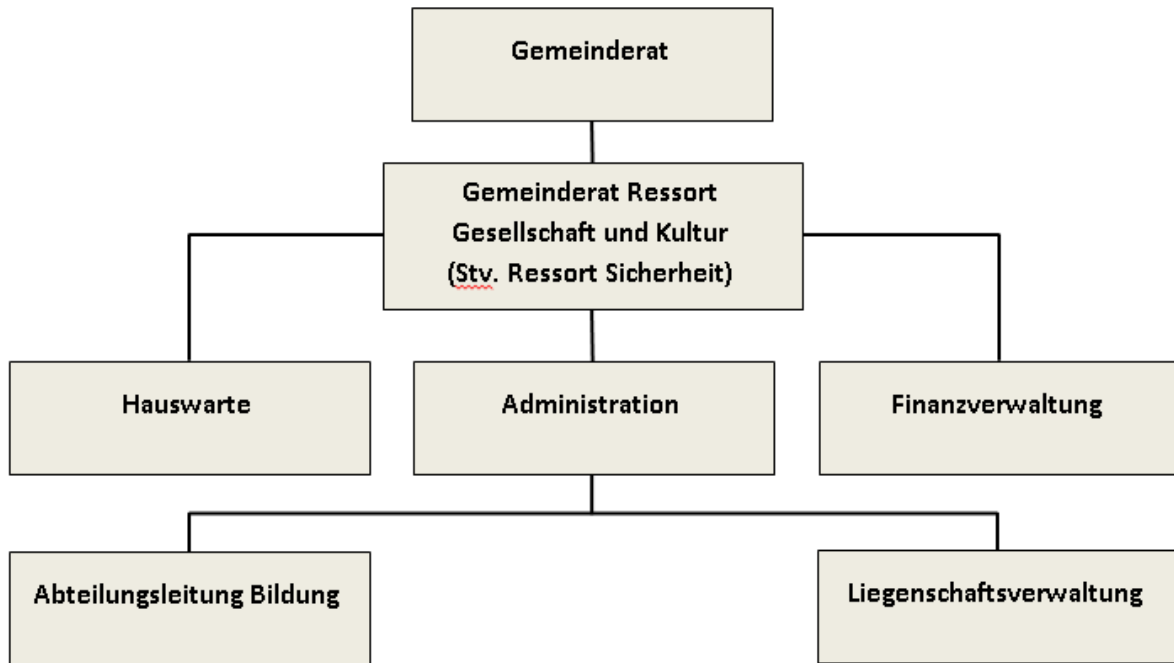 Gemeinderat
Gemeinderat Ressort
Gesellschaft und Kultur
(Stv. Ressort Sicherheit)
Hauswarte
Administration
Finanzverwaltung
Abteilungsleitung Bildung
Liegenschaftsverwaltung